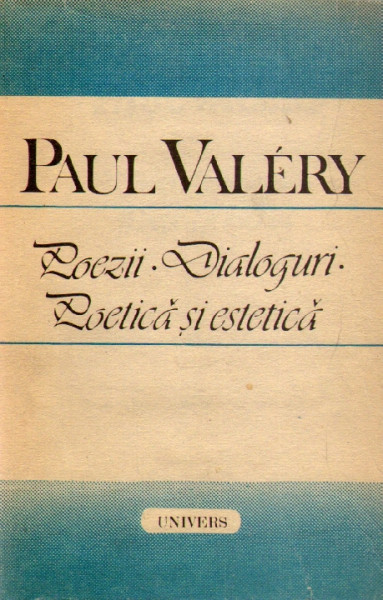 PAUL VALÉRY
Poezii · Dialoguri ·
Poetică și estetică
UNIVERS